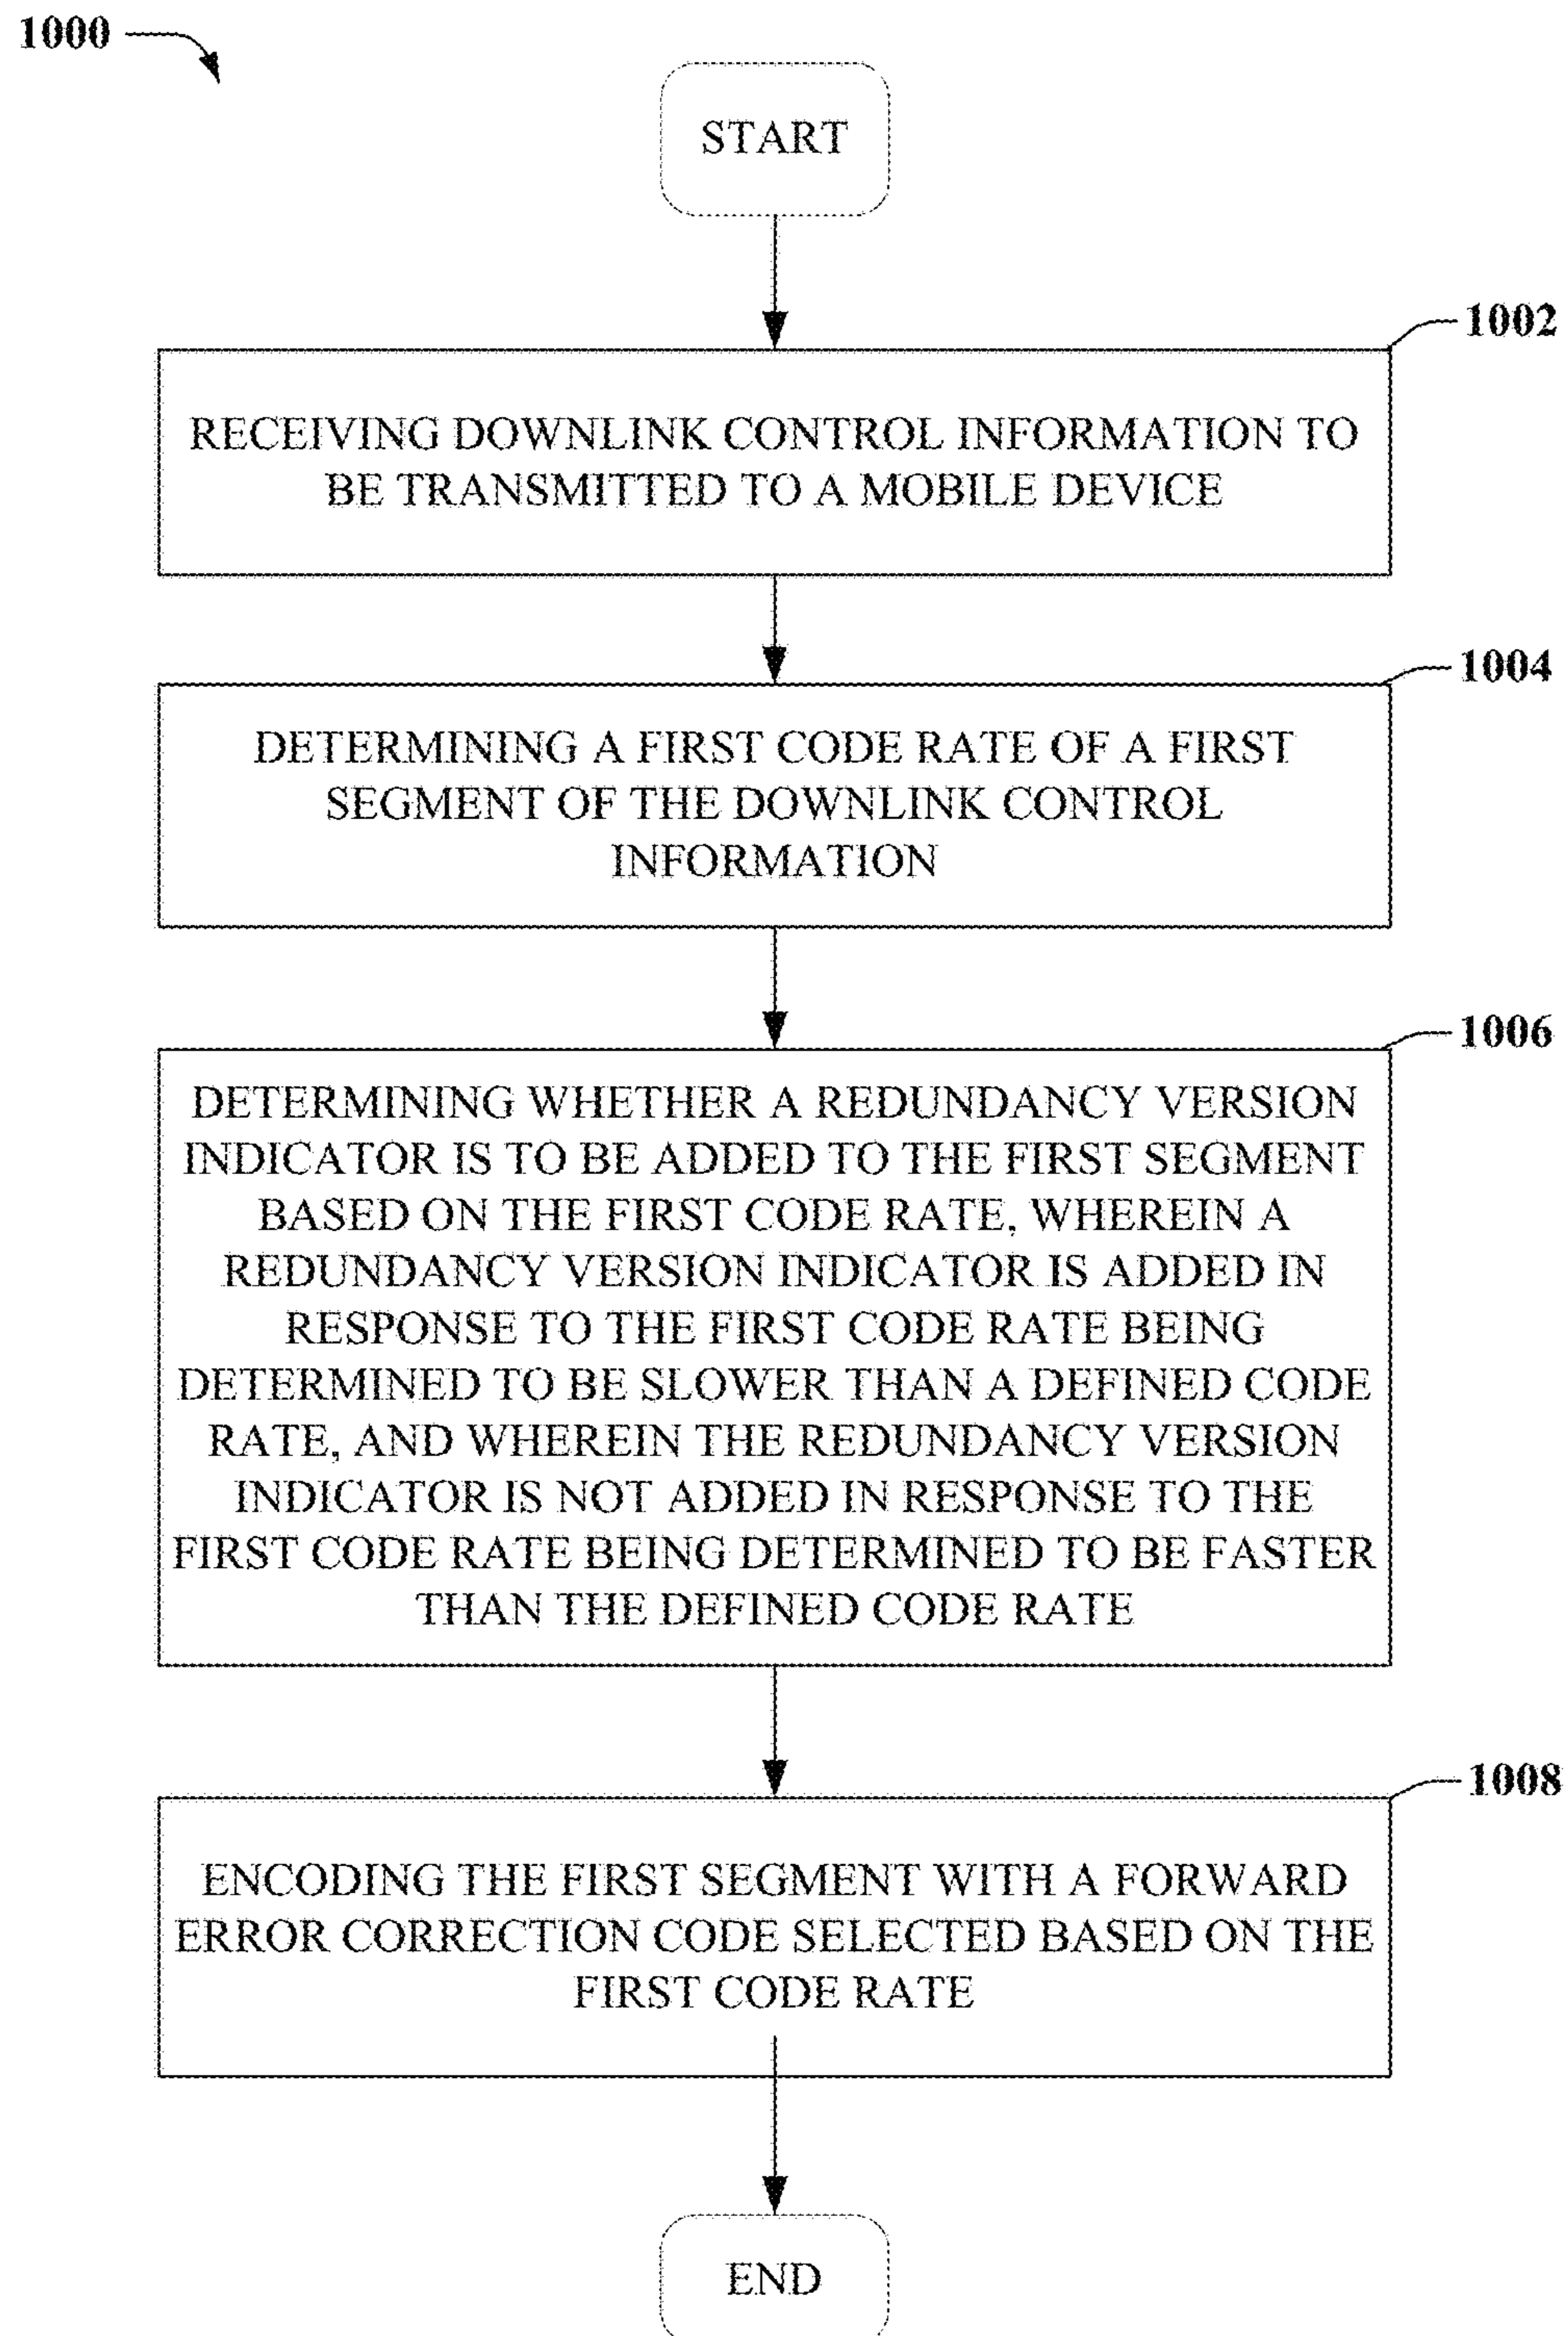 1000
START
1002
RECEIVING DOWNLINK CONTROL INFORMATION TO
BE TRANSMITTED TO A MOBILE DEVICE
1004
DETERMINING A FIRST CODE RATE OF A FIRST
SEGMENT OF THE DOWNLINK CONTROL
INFORMATION
1006
DETERMINING WHETHER A REDUNDANCY VERSION
INDICATOR IS TO BE ADDED TO THE FIRST SEGMENT
BASED ON THE FIRST CODE RATE, WHEREIN A
REDUNDANCY VERSION INDICATOR IS ADDED IN
RESPONSE TO THE FIRST CODE RATE BEING
DETERMINED TO BE SLOWER THAN A DEFINED CODE
RATE, AND WHEREIN THE REDUNDANCY VERSION
INDICATOR IS NOT ADDED IN RESPONSE TO THE
FIRST CODE RATE BEING DETERMINED TO BE FASTER
THAN THE DEFINED CODE RATE
1008
ENCODING THE FIRST SEGMENT WITH A FORWARD
ERROR CORRECTION CODE SELECTED BASED ON THE
FIRST CODE RATE
END